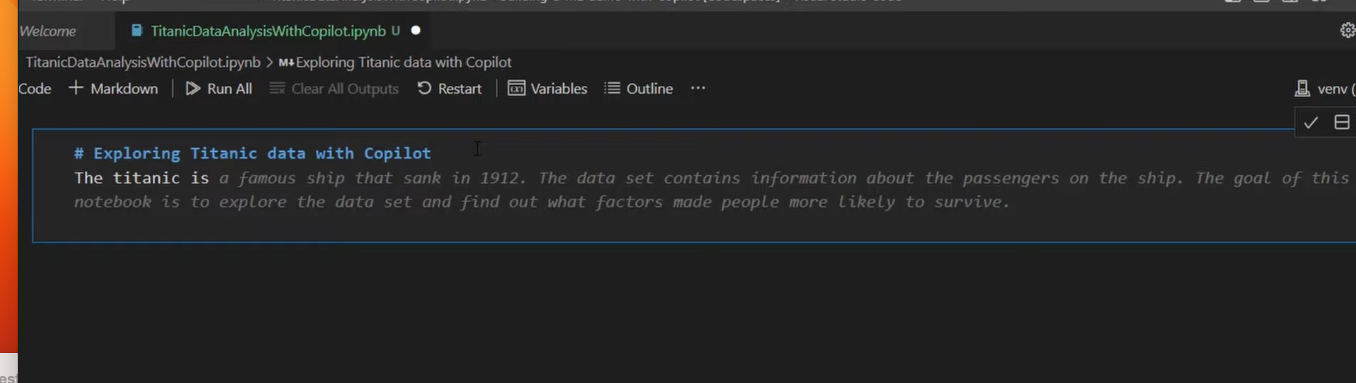 Welcome
TitanicDataAnalysisWithCopilot.ipynb U
TitanicDataAnalysisWithCopilot.ipynb > M↓Exploring Titanic data with Copilot
Code + Markdown Run All Clear All Outputs Restart Variables Outline ··· venv (
# Exploring Titanic data with Copilot
The titanic is a famous ship that sank in 1912. The data set contains information about the passengers on the ship. The goal of this
notebook is to explore the data set and find out what factors made people more likely to survive.